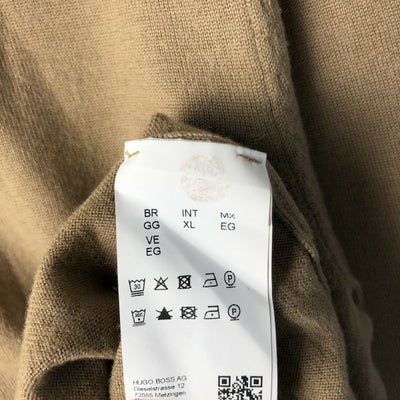 BR INT MX
GG XL EG
VE
EG
30 P
P
HUGO BOSS AG
Dieselstrasse 12
72555 Metzingen